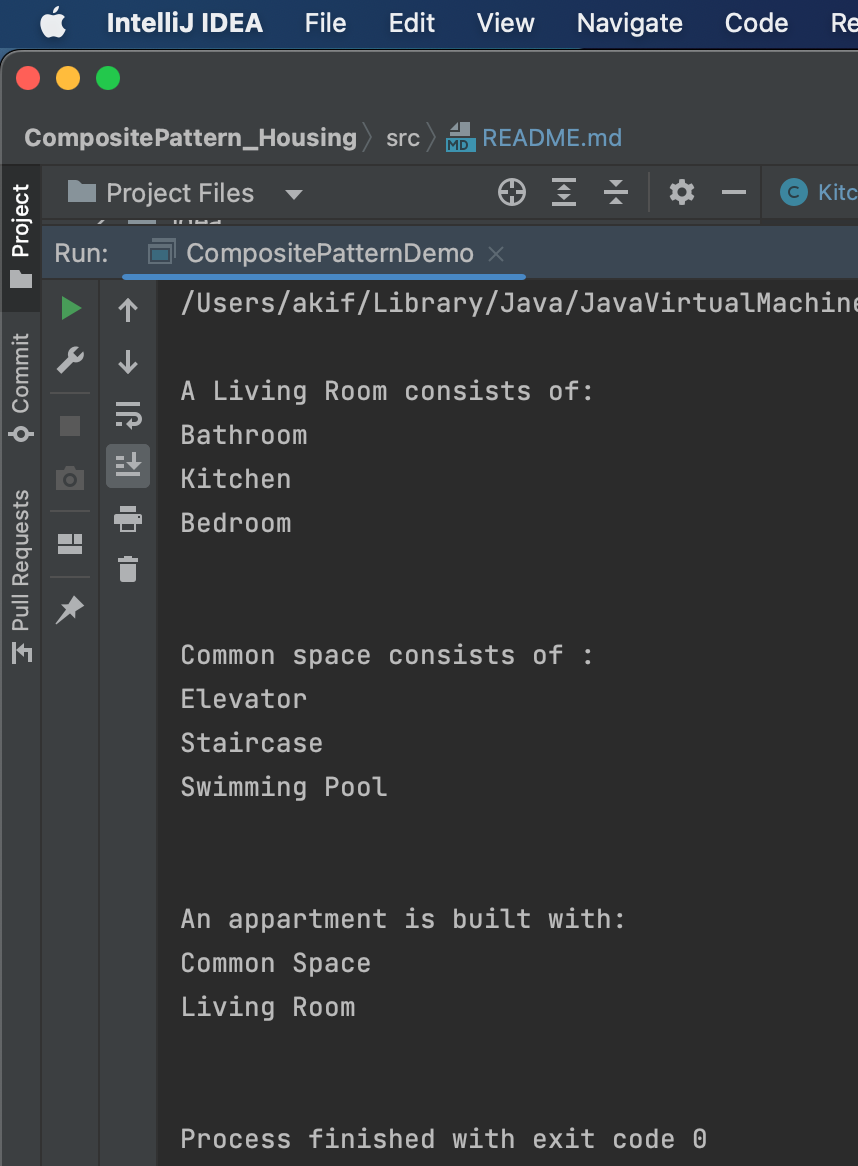 IntelliJ IDEA File Edit View Navigate Code Re
CompositePattern_Housing src MD README.md
Project Files
C Kitc
Project
Commit
Pull Requests
Run: CompositePatternDemo
/Users/akif/Library/Java/JavaVirtualMachine
A Living Room consists of:
Bathroom
Kitchen
Bedroom
Common space consists of :
Elevator
Staircase
Swimming Pool
An appartment is built with:
Common Space
Living Room
Process finished with exit code 0